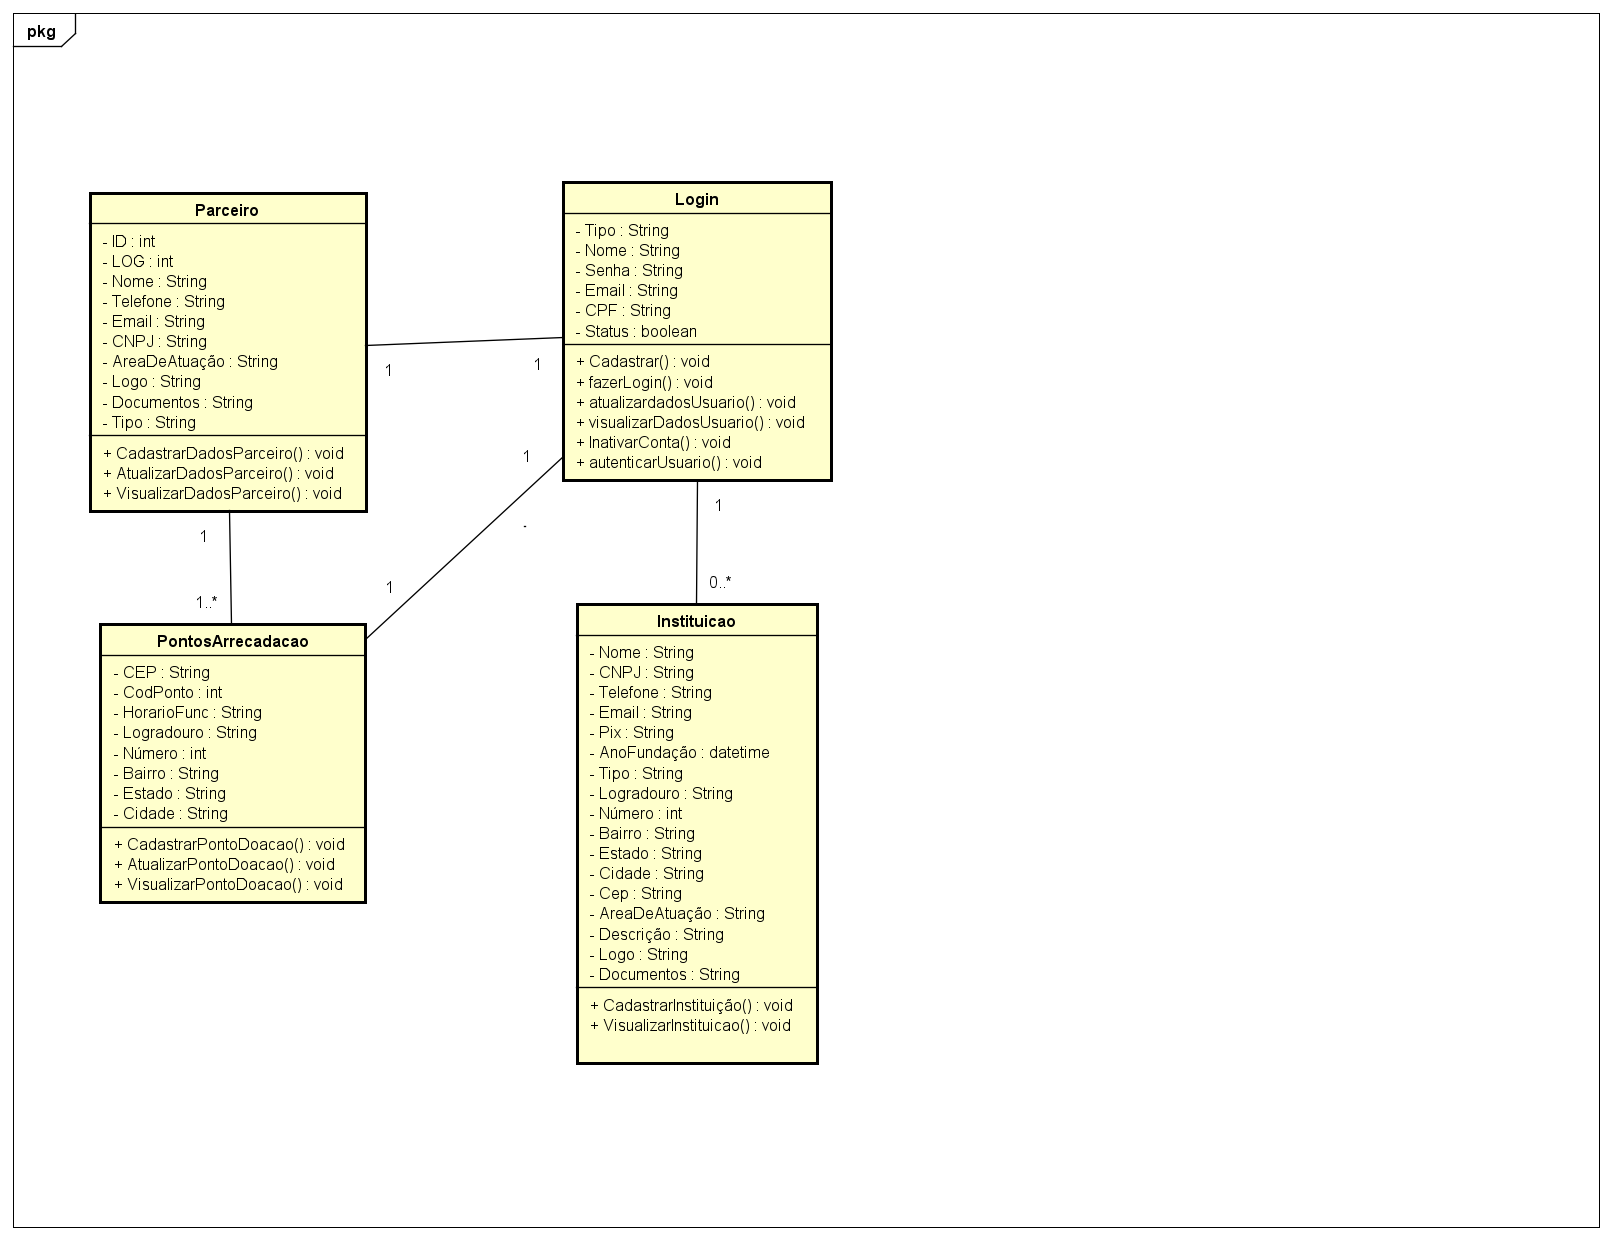 pkg
Parceiro
- ID : int
- LOG : int
- Nome : String
- Telefone : String
- Email : String
- CNPJ : String
- AreaDeAtuação : String
- Logo : String
- Documentos : String
- Tipo : String
+ CadastrarDadosParceiro() : void
+ AtualizarDadosParceiro() : void
+ VisualizarDadosParceiro() : void
Login
- Tipo : String
- Nome : String
- Senha : String
- Email : String
- CPF : String
- Status : boolean
+ Cadastrar() : void
+ fazerLogin() : void
+ atualizardadosUsuario() : void
+ visualizarDadosUsuario() : void
+ InativarConta() : void
+ autenticarUsuario() : void
1
1
1
1
1
1..*
1
0..*
PontosArrecadacao
- CEP : String
- CodPonto : int
- HorarioFunc : String
- Logradouro : String
- Número : int
- Bairro : String
- Estado : String
- Cidade : String
+ CadastrarPontoDoacao() : void
+ AtualizarPontoDoacao() : void
+ VisualizarPontoDoacao() : void
Instituicao
- Nome : String
- CNPJ : String
- Telefone : String
- Email : String
- Pix : String
- AnoFundação : datetime
- Tipo : String
- Logradouro : String
- Número : int
- Bairro : String
- Estado : String
- Cidade : String
- Cep : String
- AreaDeAtuação : String
- Descrição : String
- Logo : String
- Documentos : String
+ CadastrarInstituição() : void
+ VisualizarInstituicao() : void